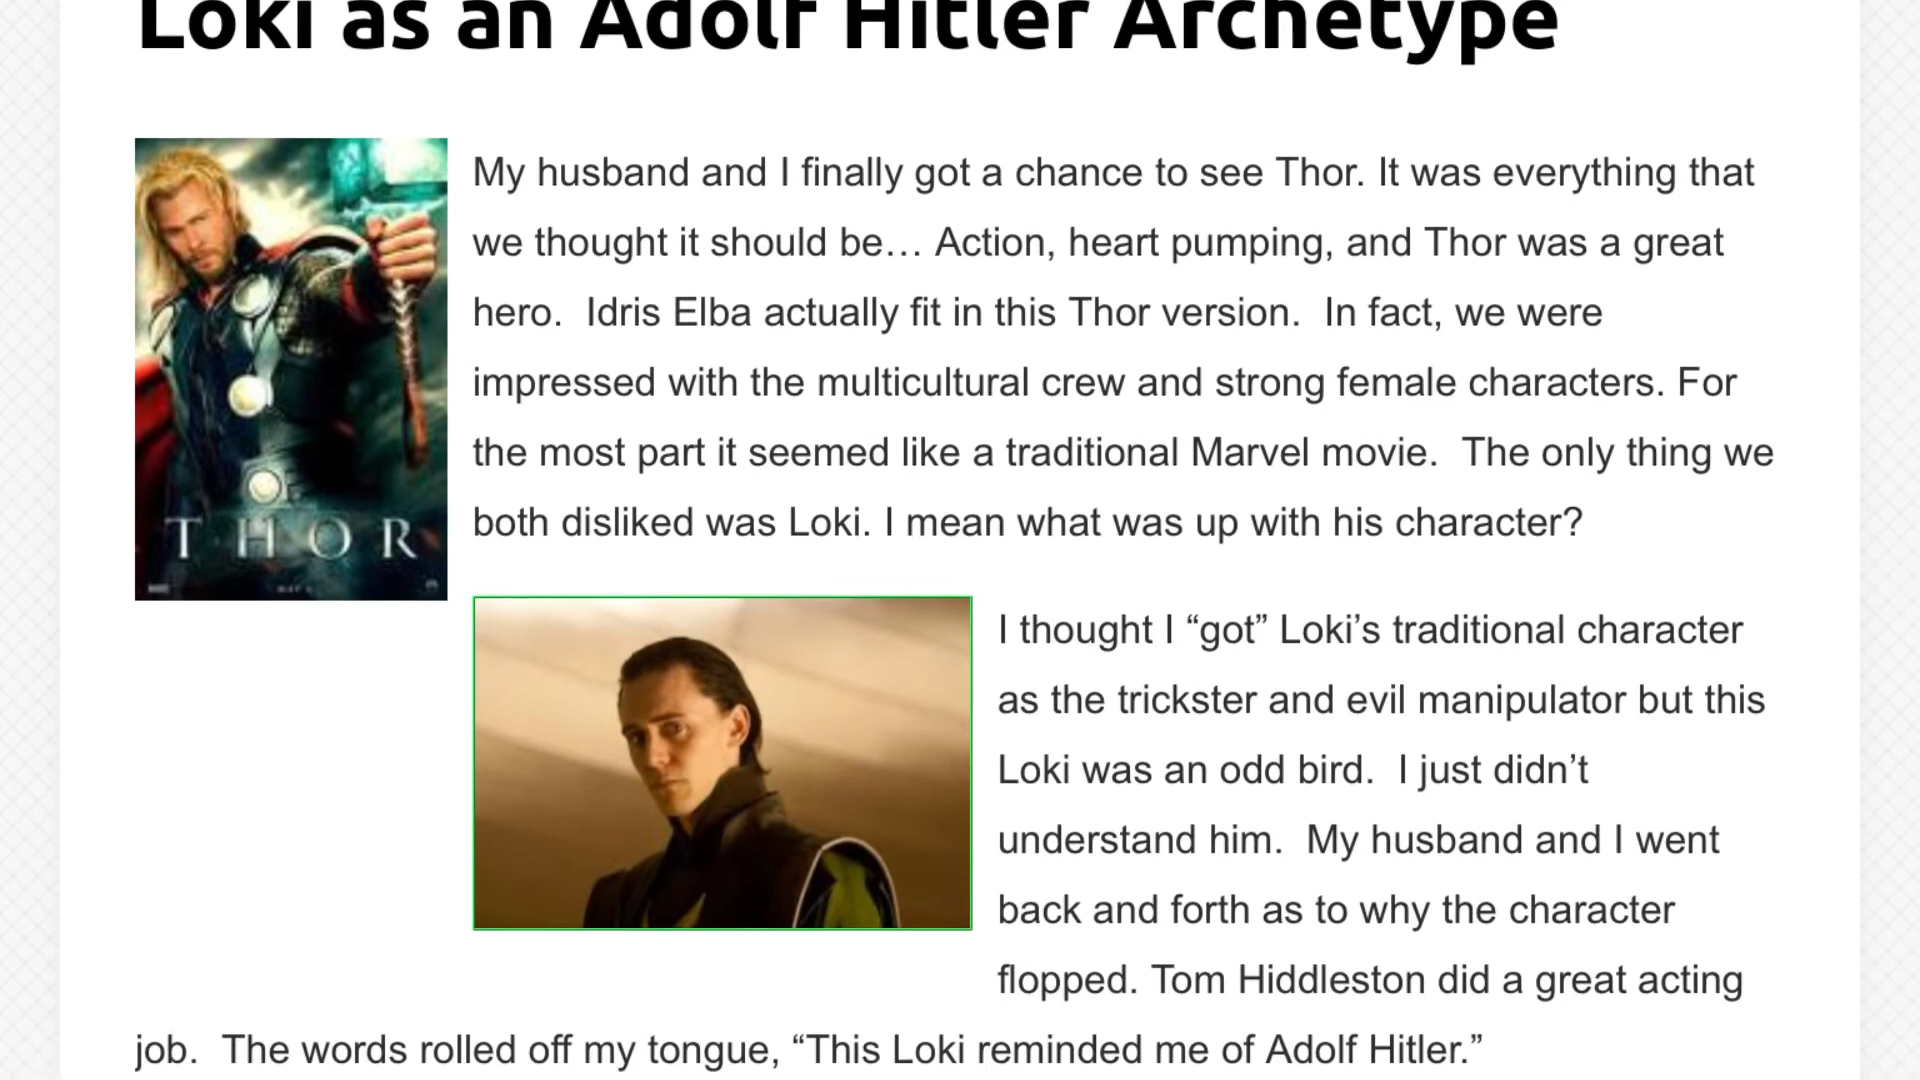 Loki as an Adolf Hitler Archetype
My husband and I finally got a chance to see Thor. It was everything that
we thought it should be… Action, heart pumping, and Thor was a great
hero.  Idris Elba actually fit in this Thor version.  In fact, we were
impressed with the multicultural crew and strong female characters. For
the most part it seemed like a traditional Marvel movie.  The only thing we
both disliked was Loki. I mean what was up with his character?
THOR
I thought I “got” Loki’s traditional character
as the trickster and evil manipulator but this
Loki was an odd bird.  I just didn’t
understand him.  My husband and I went
back and forth as to why the character
flopped. Tom Hiddleston did a great acting
job.  The words rolled off my tongue, “This Loki reminded me of Adolf Hitler.”